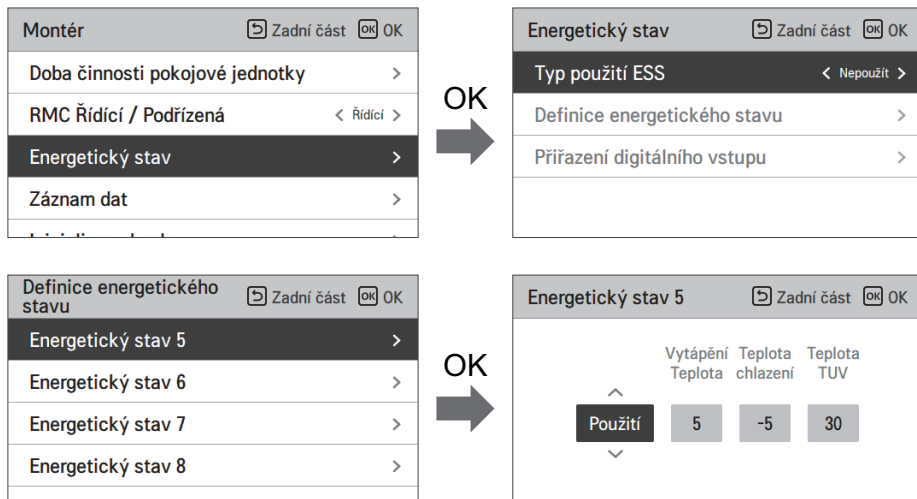 Montér Zadní část OK OK
Doba činnosti pokojové jednotky
RMC Řídící / Podřízená Řídící
Energetický stav
Záznam dat
OK
Energetický stav Zadní část OK OK
Typ použití ESS Nepoužít
Definice energetického stavu
Přiřazení digitálního vstupu
Definice energetického
stavu Zadní část OK OK
Energetický stav 5
Energetický stav 6
Energetický stav 7
Energetický stav 8
OK
Energetický stav 5 Zadní část OK OK
Vytápění Teplota Teplota
Teplota chlazení TUV
Použití 5 -5 30